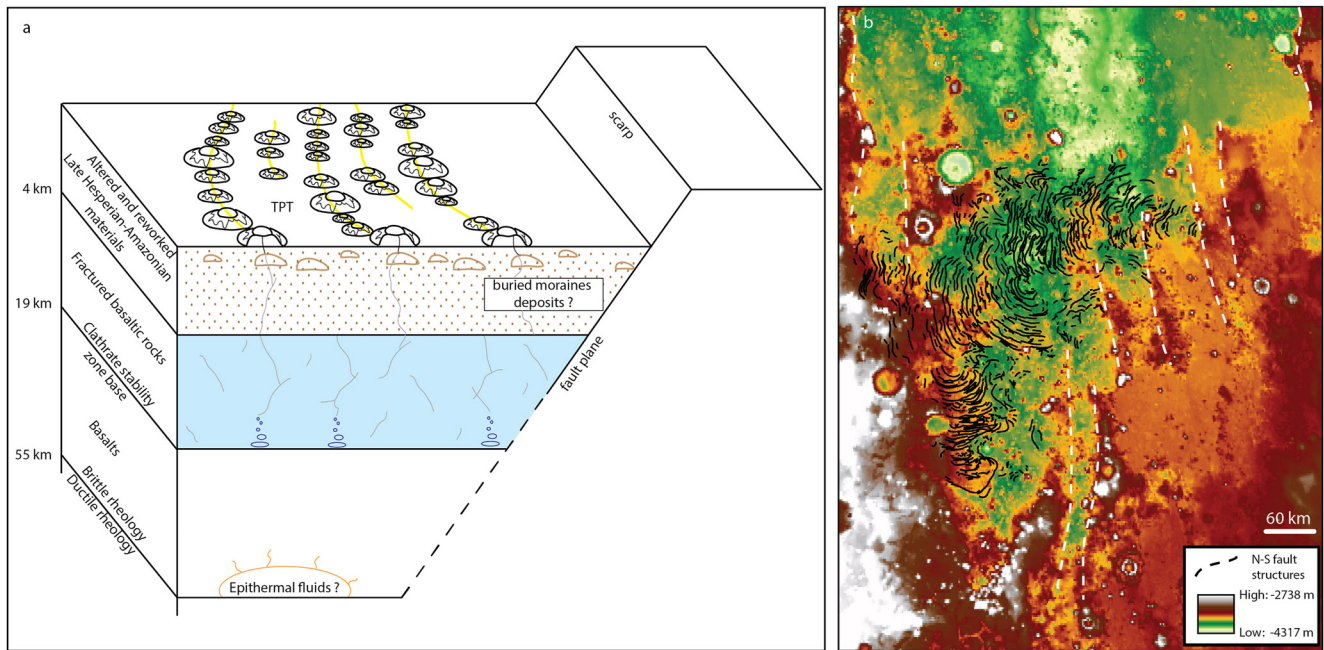 a
scarp
Altered and reworked
Late Hesperian-Amazonian
materials
4 km
TPT
buried moraines
deposits ?
Fractured basaltic rocks
19 km
fault plane
Clathrate stability
zone base
Basalts
55 km
Brittle rheology
Ductile rheology
Epithermal fluids ?
b
60 km
N-S fault
structures
High: -2738 m
Low: -4317 m